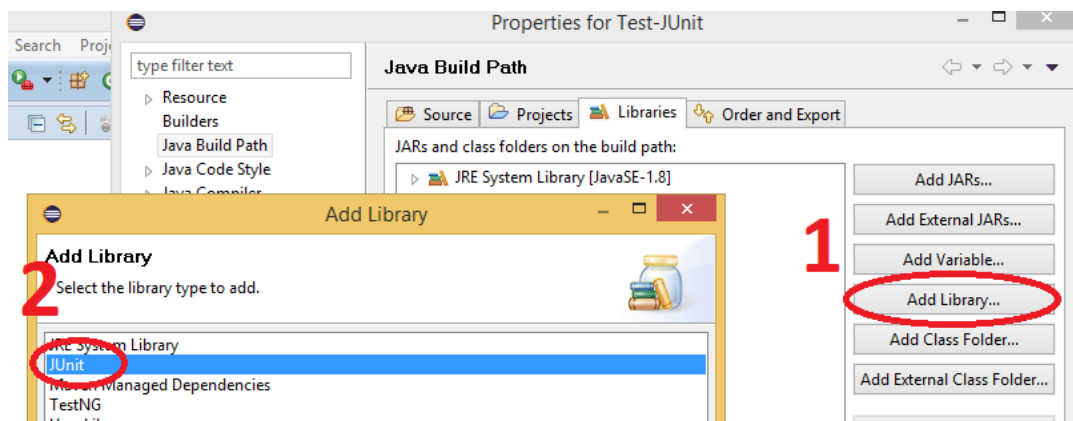 Properties for Test-JUnit
Search Proj
type filter text
Resource
Builders
Java Build Path
Java Code Style
Java Compiler
Java Build Path
Source Projects Libraries Order and Export
JARs and class folders on the build path:
JRE System Library [JavaSE-1.8]
Add JARs...
Add External JARs...
Add Variable...
Add Library...
Add Class Folder...
Add External Class Folder...
1
Add Library
Add Library
2
Select the library type to add.
JRE System Library
JUnit
Maven Managed Dependencies
TestNG